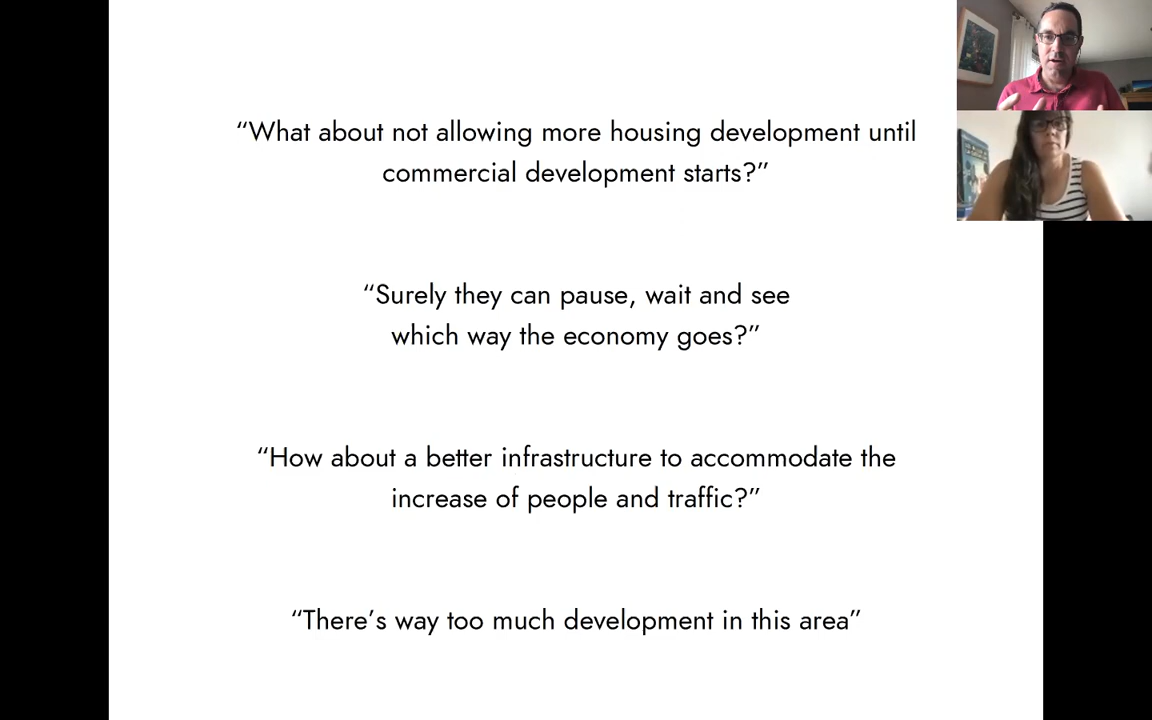 “What about not allowing more housing development until
commercial development starts?”
“Surely they can pause, wait and see
which way the economy goes?”
“How about a better infrastructure to accommodate the
increase of people and traffic?”
“There’s way too much development in this area”